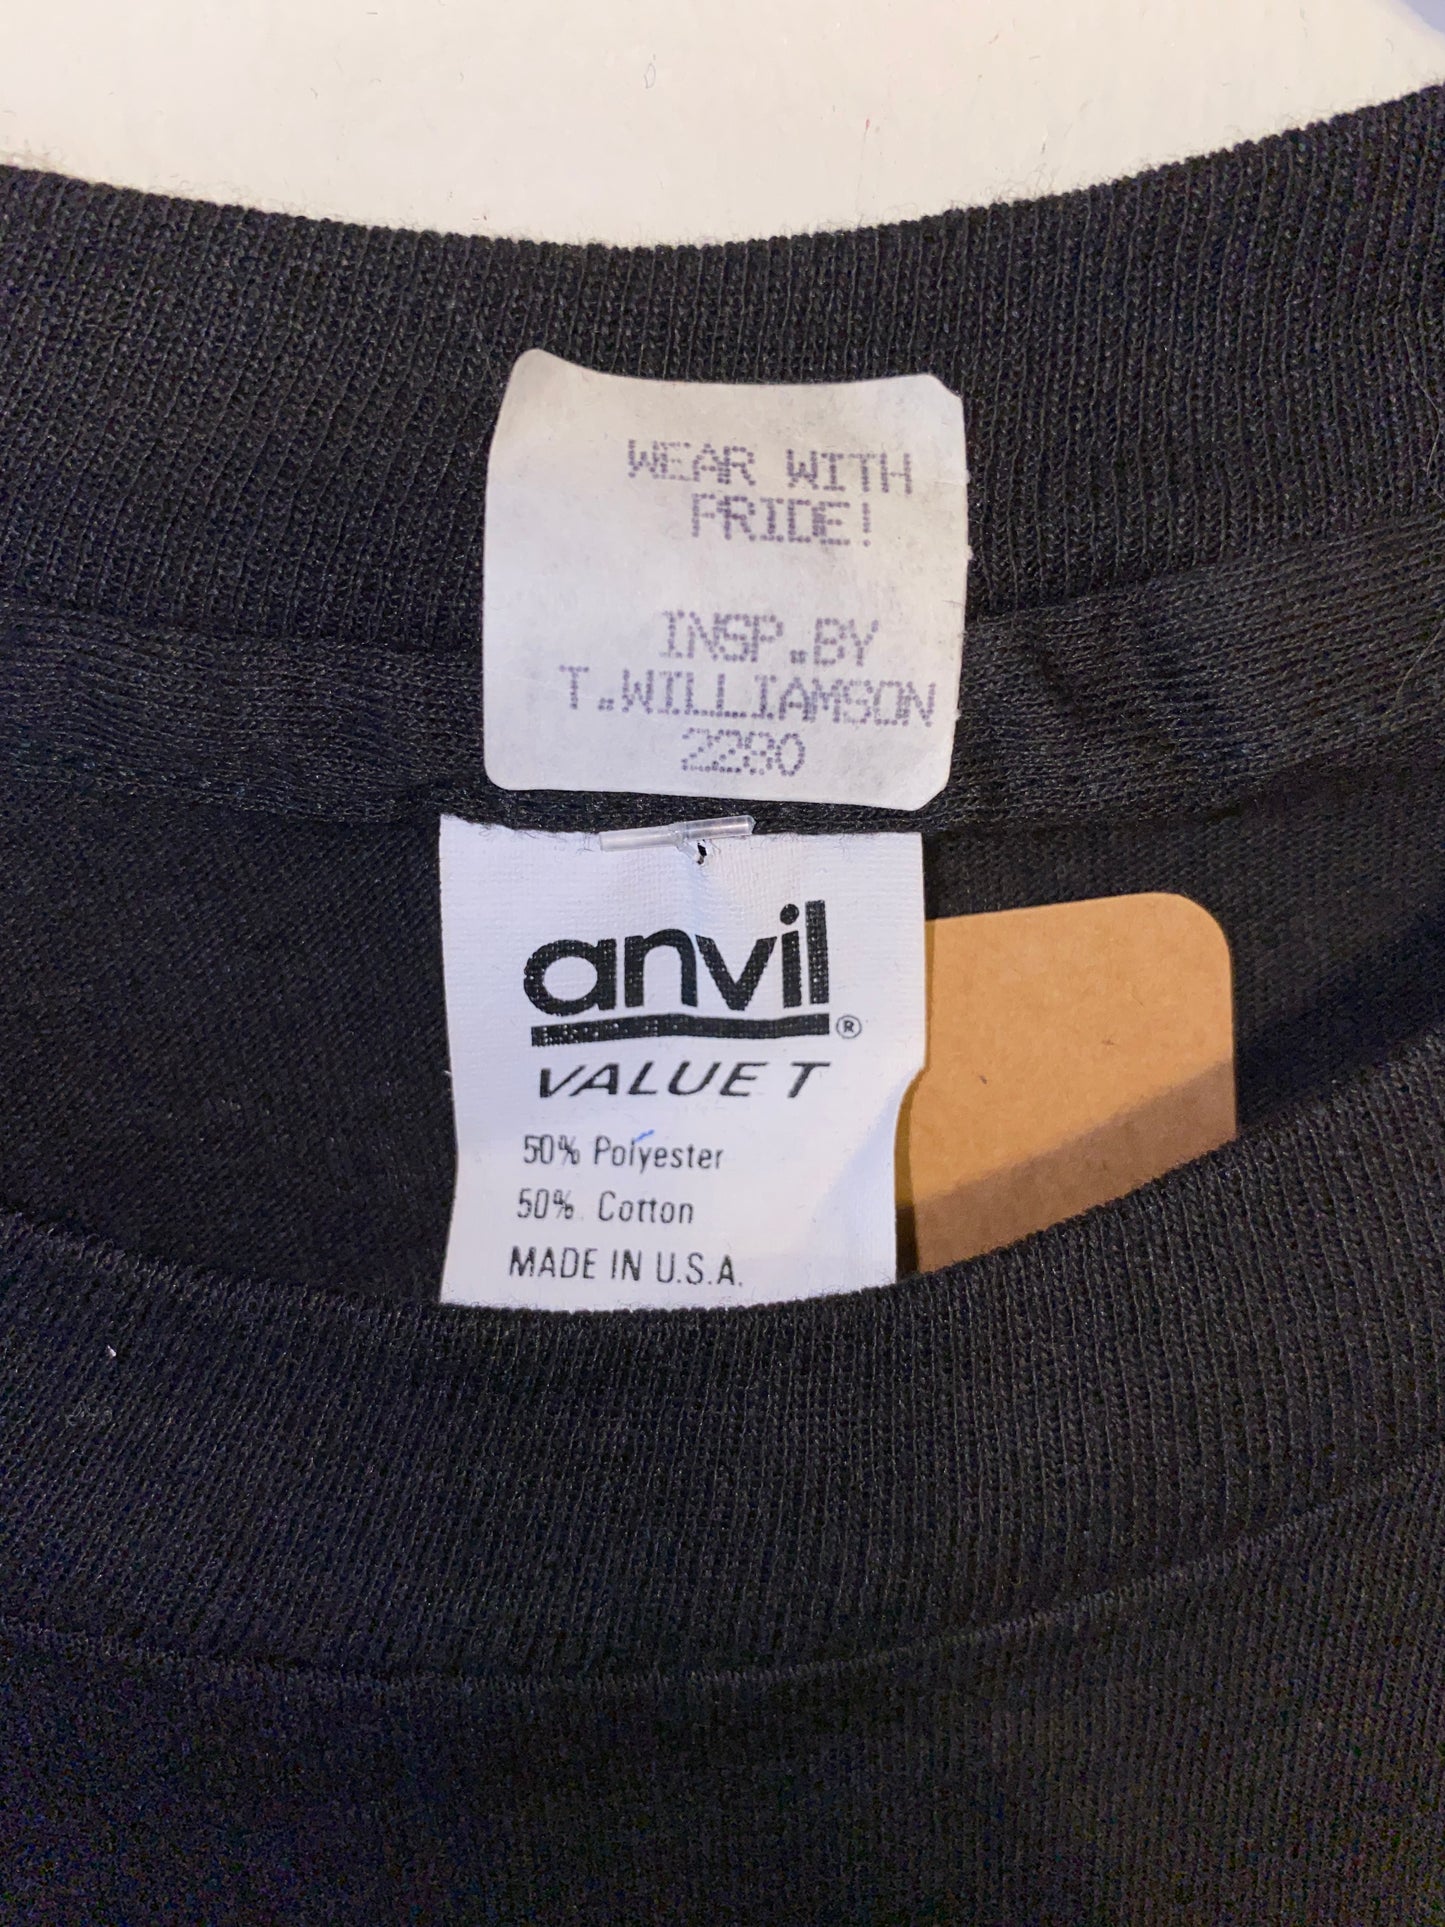 WEAR WITH
PRIDE!
INSP.BY
T.WILLIAMSON
2280
anvil®
VALUE T
50% Polyester
50% Cotton
MADE IN U.S.A.